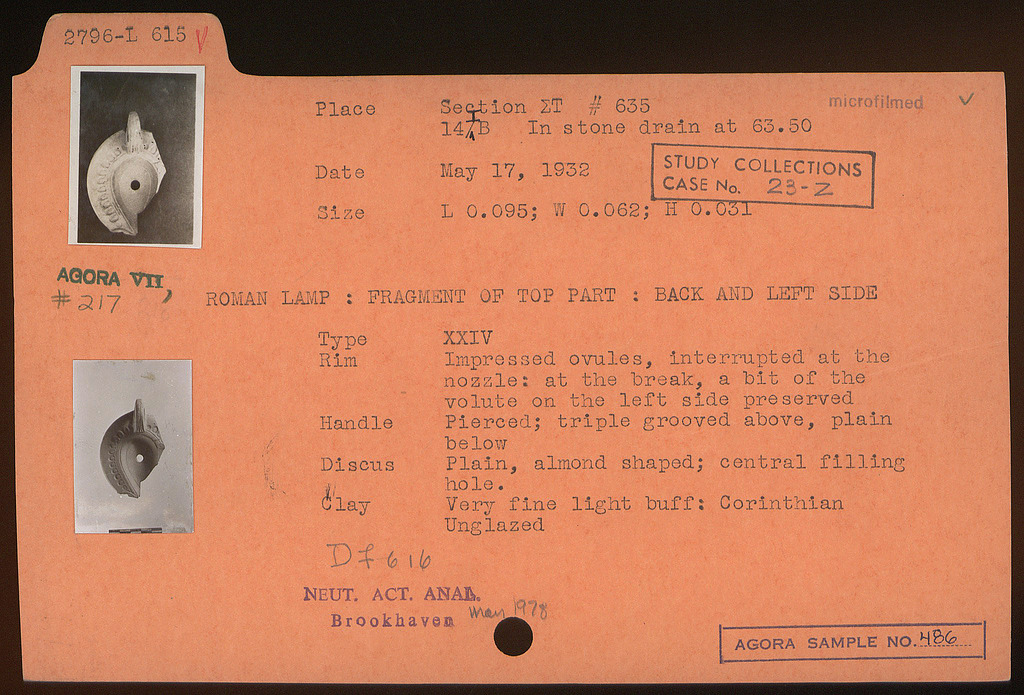 2796-L 615 V
microfilmed ✓
Place Section ΣT # 635
14/IB In stone drain at 63.50
Date May 17, 1932
STUDY COLLECTIONS
CASE No. 23-Z
Size L 0.095; W 0.062; H 0.031
AGORA VII,
# 217
ROMAN LAMP : FRAGMENT OF TOP PART : BACK AND LEFT SIDE
Type XXIV
Rim Impressed ovules, interrupted at the
nozzle: at the break, a bit of the
volute on the left side preserved
Handle Pierced; triple grooved above, plain
below
Discus Plain, almond shaped; central filling
hole.
Clay Very fine light buff: Corinthian
Unglazed
Df 616
NEUT. ACT. ANAL.
Brookhaven May 1978
AGORA SAMPLE NO. 486